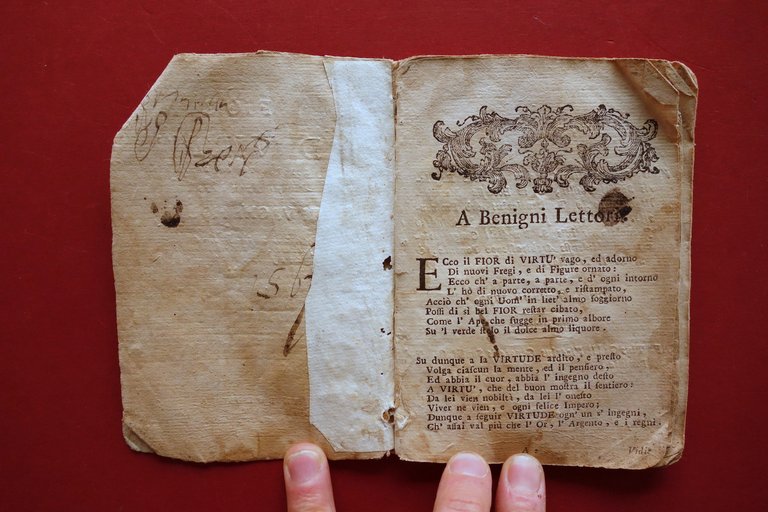 A Benigni Lettori.
ECco il FIOR di VIRTU' vago, ed adorno
Di nuovi Fregi, e di Figure ornato:
Ecco ch' a parte, a parte, e d' ogni intorno
L' hò di nuovo corretto, e ristampato,
Acciò ch' ogni Uom' in liet' almo soggiorno
Possi di sì bel FIOR restar cibato,
Come l' Ape che sugge in primo albore
Su 'l verde stelo il dolce almo liquore.
Su dunque a la VIRTUDE ardito, e presto
Volga ciascun la mente, ed il pensiero,
Ed abbia il cuor, abbia l' ingegno desto
A VIRTU', che del buon mostra il sentiero:
Da lei vien nobiltà, da lei l' onesto
Viver ne vien, e ogni felice Impero;
Dunque a seguir VIRTUDE ogn' un s' ingegni,
Ch' assai val più che l' Or, l' Argento, e i regni.
A 2 Vidit